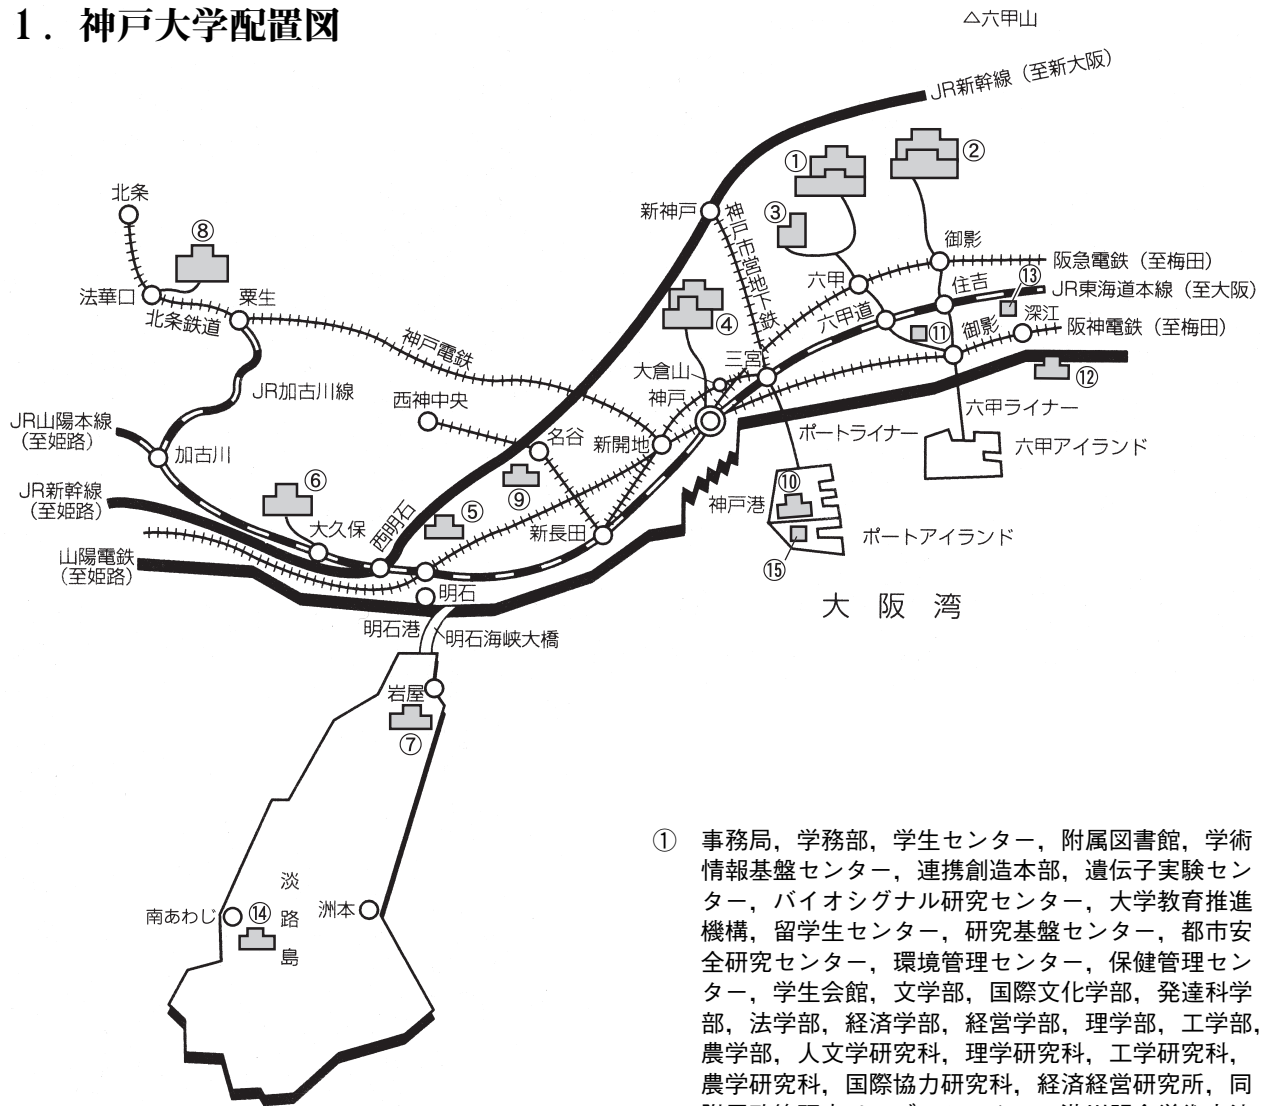 1．神戸大学配置図
△六甲山
JR新幹線（至新大阪）
①
②
北条
⑧
新神戸
③
神戸市営地下鉄
御影
阪急電鉄（至梅田）
法華口
粟生
北条鉄道
六甲
住吉
⑬
JR東海道本線（至大阪）
④
六甲道
⑪
御影
深江
阪神電鉄（至梅田）
神戸電鉄
三宮
大倉山
神戸
⑫
JR加古川線
西神中央
六甲ライナー
JR山陽本線
（至姫路）
加古川
名谷
新開地
ポートライナー
六甲アイランド
⑨
JR新幹線
（至姫路）
⑥
⑤
西明石
大久保
新長田
神戸港
⑩
ポートアイランド
⑮
山陽電鉄
（至姫路）
明石
大阪湾
明石港
明石海峡大橋
岩屋
⑦
淡路島
南あわじ
⑭
洲本
① 事務局，学務部，学生センター，附属図書館，学術
情報基盤センター，連携創造本部，遺伝子実験セン
ター，バイオシグナル研究センター，大学教育推進
機構，留学生センター，研究基盤センター，都市安
全研究センター，環境管理センター，保健管理セン
ター，学生会館，文学部，国際文化学部，発達科学
部，法学部，経済学部，経営学部，理学部，工学部，
農学部，人文学研究科，理学研究科，工学研究科，
農学研究科，国際協力研究科，経済経営研究所，同